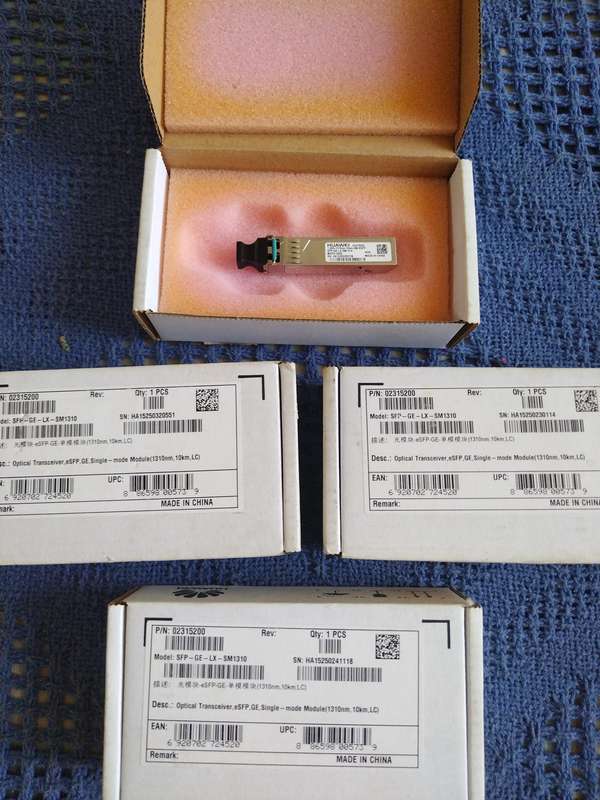 HUAWEI
MADE IN CHINA
P/N: 02315200 Rev: Qty: 1 PCS
Model: SFP-GE-LX-SM1310 SN: HA15250320551
描述: 光模块-eSFP-GE-单模模块(1310nm,10km,LC)
Desc.: Optical Transceiver,eSFP,GE,Single-mode Module(1310nm,10km,LC)
EAN: UPC:
6 920702 724520 8 86598 00573 9
Remark: MADE IN CHINA
P/N: 02315200 Rev: Qty: 1 PCS
Model: SFP-GE-LX-SM1310 SN: HA15250230114
描述: 光模块-eSFP-GE-单模模块(1310nm,10km,LC)
Desc.: Optical Transceiver,eSFP,GE,Single-mode Module(1310nm,10km,LC)
EAN: UPC:
6 920702 724520 8 86598 00573 9
Remark: MADE IN CHINA
P/N: 02315200 Rev: Qty: 1 PCS
Model: SFP-GE-LX-SM1310 SN: HA15250241118
描述: 光模块-eSFP-GE-单模模块(1310nm,10km,LC)
Desc.: Optical Transceiver,eSFP,GE,Single-mode Module(1310nm,10km,LC)
EAN: UPC:
6 920702 724520 8 86598 00573 9
Remark: MADE IN CHINA